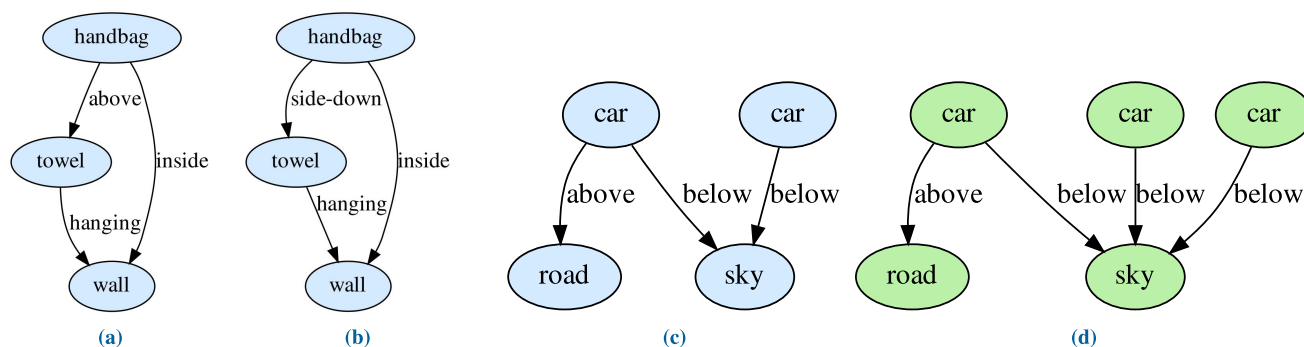 handbag
above
towel
inside
hanging
wall
(a)
handbag
side-down
towel
inside
hanging
wall
(b)
car
car
above
below
below
road
sky
(c)
car
car
car
above
below
below
below
road
sky
(d)